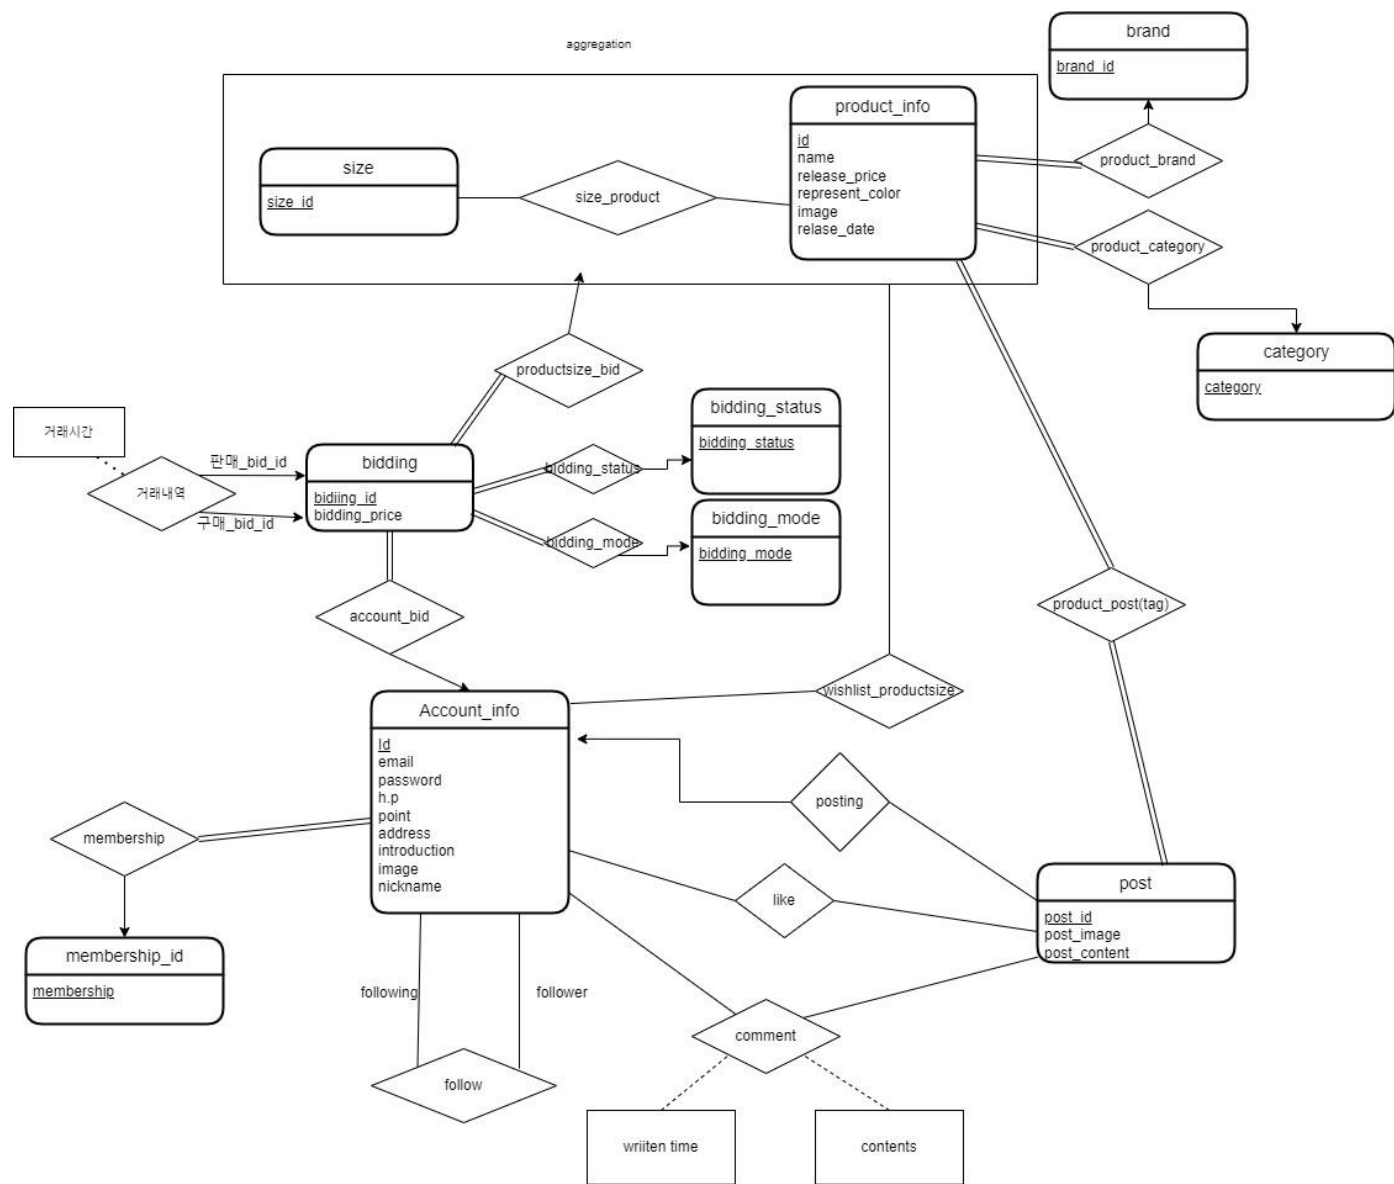 aggregation
brand
brand_id
product_info
id
name
release_price
represent_color
image
relase_date
product_brand
size
size_id
size_product
product_category
category
category
productsize_bid
bidding_status
bidding_status
bidding_status
bidding_mode
bidding_mode
bidding_mode
거래시간
판매_bid_id
거래내역
구매_bid_id
bidding
bidiing_id
bidding_price
account_bid
product_post(tag)
wishlist_productsize
Account_info
Id
email
password
h.p
point
address
introduction
image
nickname
posting
membership
like
post
post_id
post_image
post_content
membership_id
membership
following
follower
comment
follow
wriiten time
contents